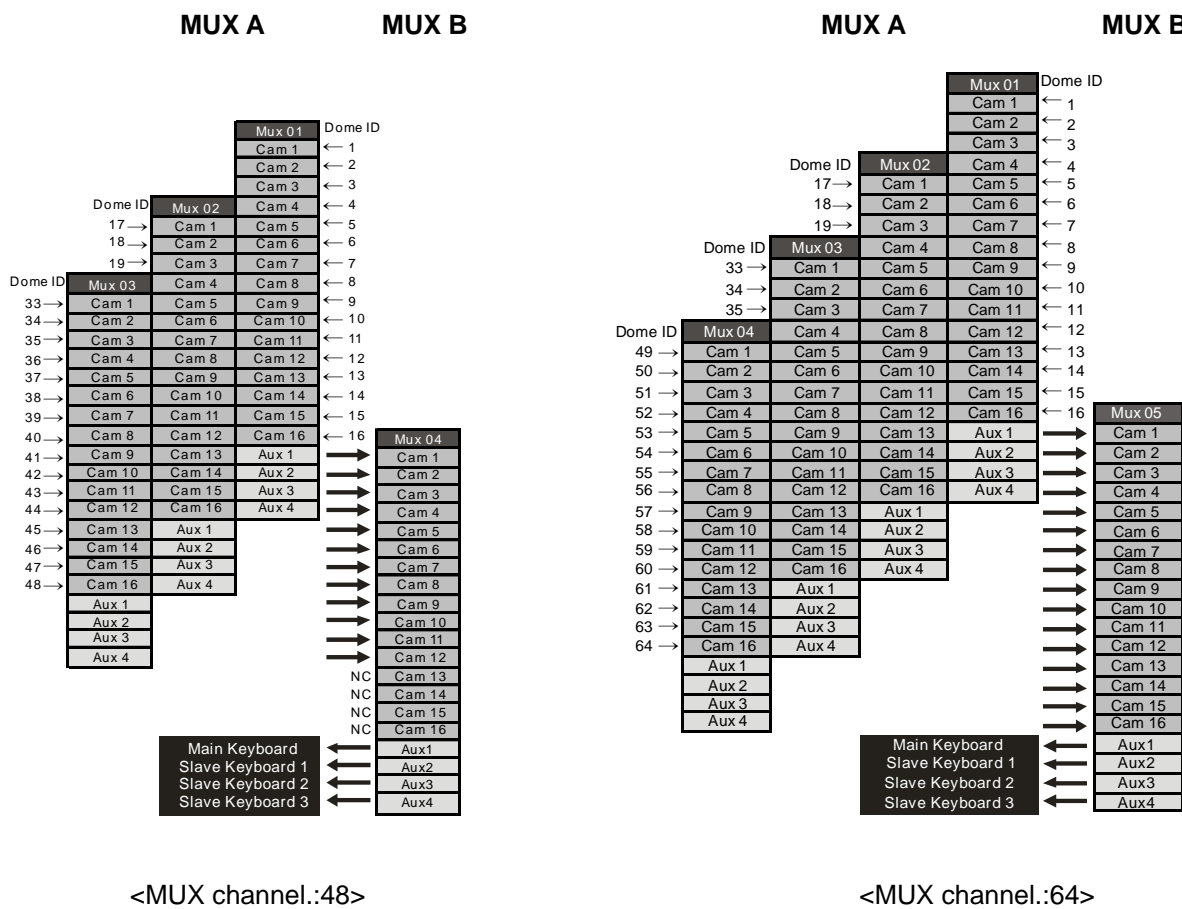 MUX A MUX B
Mux 01 Dome ID
Cam 1 ← 1
Cam 2 ← 2
Cam 3 ← 3
Dome ID Mux 02 Cam 4 ← 4
17→ Cam 1 Cam 5 ← 5
18→ Cam 2 Cam 6 ← 6
19→ Cam 3 Cam 7 ← 7
Dome ID Mux 03 Cam 4 Cam 8 ← 8
33→ Cam 1 Cam 5 Cam 9 ← 9
34→ Cam 2 Cam 6 Cam 10 ← 10
35→ Cam 3 Cam 7 Cam 11 ← 11
36→ Cam 4 Cam 8 Cam 12 ← 12
37→ Cam 5 Cam 9 Cam 13 ← 13
38→ Cam 6 Cam 10 Cam 14 ← 14
39→ Cam 7 Cam 11 Cam 15 ← 15
40→ Cam 8 Cam 12 Cam 16 ← 16 Mux 04
41→ Cam 9 Cam 13 Aux 1 Cam 1
42→ Cam 10 Cam 14 Aux 2 Cam 2
43→ Cam 11 Cam 15 Aux 3 Cam 3
44→ Cam 12 Cam 16 Aux 4 Cam 4
45→ Cam 13 Aux 1 Cam 5
46→ Cam 14 Aux 2 Cam 6
47→ Cam 15 Aux 3 Cam 7
48→ Cam 16 Aux 4 Cam 8
Aux 1 Cam 9
Aux 2 Cam 10
Aux 3 Cam 11
Aux 4 Cam 12
NC Cam 13
NC Cam 14
NC Cam 15
NC Cam 16
Main Keyboard Aux1
Slave Keyboard 1 Aux2
Slave Keyboard 2 Aux3
Slave Keyboard 3 Aux4
<MUX channel.:48>
MUX A MUX B
Mux 01 Dome ID
Cam 1 ← 1
Cam 2 ← 2
Cam 3 ← 3
Dome ID Mux 02 Cam 4 ← 4
17→ Cam 1 Cam 5 ← 5
18→ Cam 2 Cam 6 ← 6
19→ Cam 3 Cam 7 ← 7
Dome ID Mux 03 Cam 4 Cam 8 ← 8
33→ Cam 1 Cam 5 Cam 9 ← 9
34→ Cam 2 Cam 6 Cam 10 ← 10
35→ Cam 3 Cam 7 Cam 11 ← 11
Dome ID Mux 04 Cam 4 Cam 8 Cam 12 ← 12
49→ Cam 1 Cam 5 Cam 9 Cam 13 ← 13
50→ Cam 2 Cam 6 Cam 10 Cam 14 ← 14
51→ Cam 3 Cam 7 Cam 11 Cam 15 ← 15
52→ Cam 4 Cam 8 Cam 12 Cam 16 ← 16 Mux 05
53→ Cam 5 Cam 9 Cam 13 Aux 1 Cam 1
54→ Cam 6 Cam 10 Cam 14 Aux 2 Cam 2
55→ Cam 7 Cam 11 Cam 15 Aux 3 Cam 3
56→ Cam 8 Cam 12 Cam 16 Aux 4 Cam 4
57→ Cam 9 Cam 13 Aux 1 Cam 5
58→ Cam 10 Cam 14 Aux 2 Cam 6
59→ Cam 11 Cam 15 Aux 3 Cam 7
60→ Cam 12 Cam 16 Aux 4 Cam 8
61→ Cam 13 Aux 1 Cam 9
62→ Cam 14 Aux 2 Cam 10
63→ Cam 15 Aux 3 Cam 11
64→ Cam 16 Aux 4 Cam 12
Aux 1 Cam 13
Aux 2 Cam 14
Aux 3 Cam 15
Aux 4 Cam 16
Main Keyboard Aux1
Slave Keyboard 1 Aux2
Slave Keyboard 2 Aux3
Slave Keyboard 3 Aux4
<MUX channel.:64>